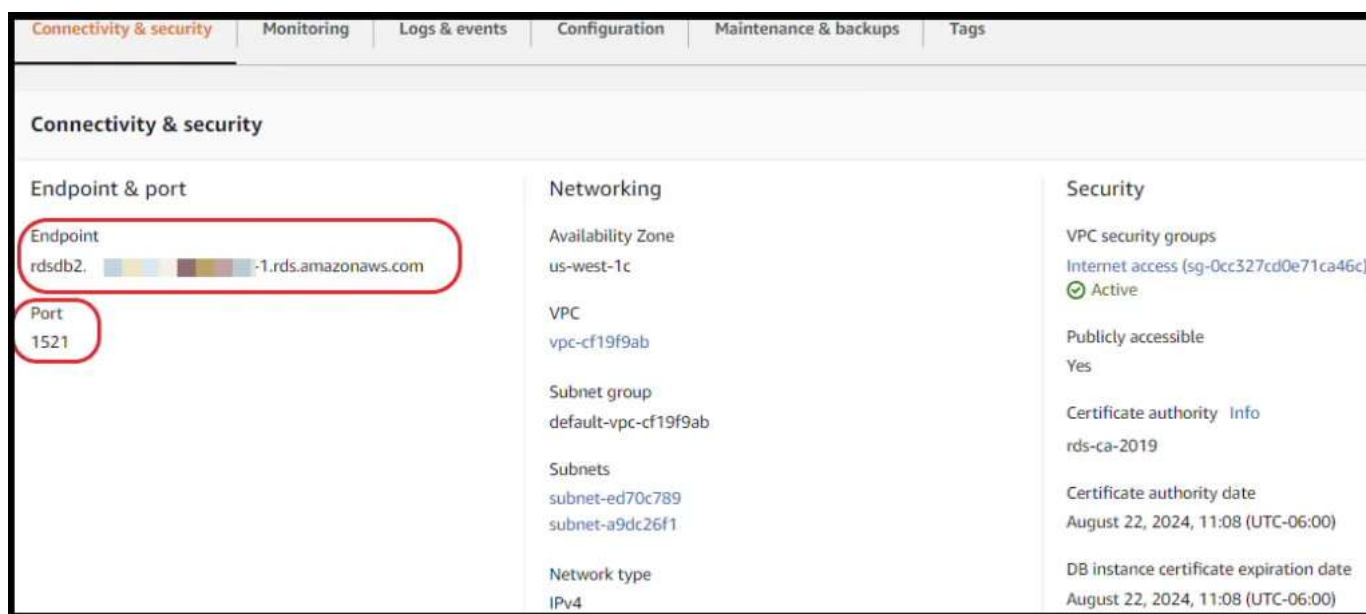 Connectivity & security
Monitoring
Logs & events
Configuration
Maintenance & backups
Tags
Connectivity & security
Endpoint & port
Endpoint
rdsdb2. -1.rds.amazonaws.com
Port
1521
Networking
Availability Zone
us-west-1c
VPC
vpc-cf19f9ab
Subnet group
default-vpc-cf19f9ab
Subnets
subnet-ed70c789
subnet-a9dc26f1
Network type
IPv4
Security
VPC security groups
Internet access (sg-0cc327cd0e71ca46c)
Active
Publicly accessible
Yes
Certificate authority Info
rds-ca-2019
Certificate authority date
August 22, 2024, 11:08 (UTC-06:00)
DB instance certificate expiration date
August 22, 2024, 11:08 (UTC-06:00)